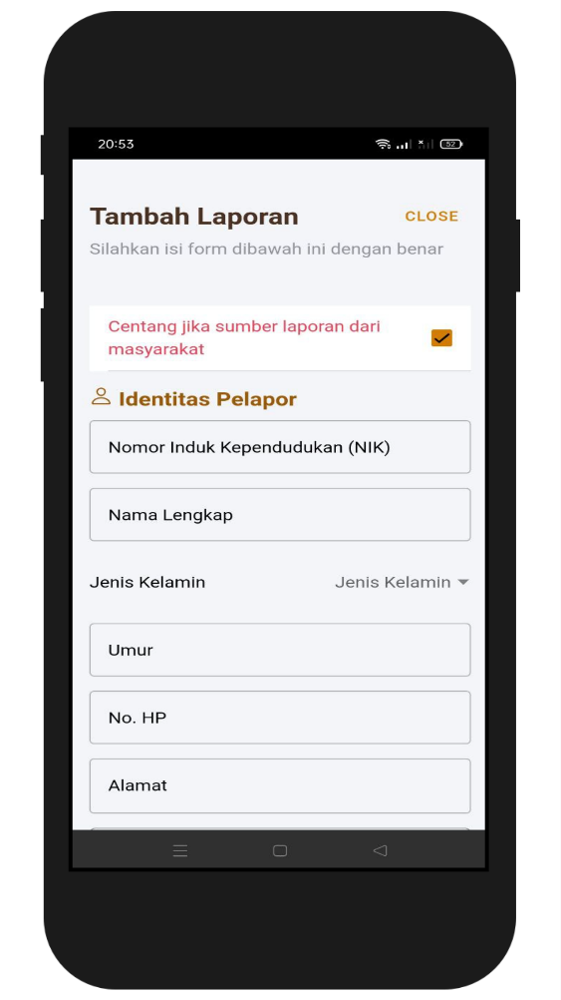 20:53
52
Tambah Laporan
CLOSE
Silahkan isi form dibawah ini dengan benar
Centang jika sumber laporan dari
masyarakat
Identitas Pelapor
Nomor Induk Kependudukan (NIK)
Nama Lengkap
Jenis Kelamin
Jenis Kelamin
Umur
No. HP
Alamat